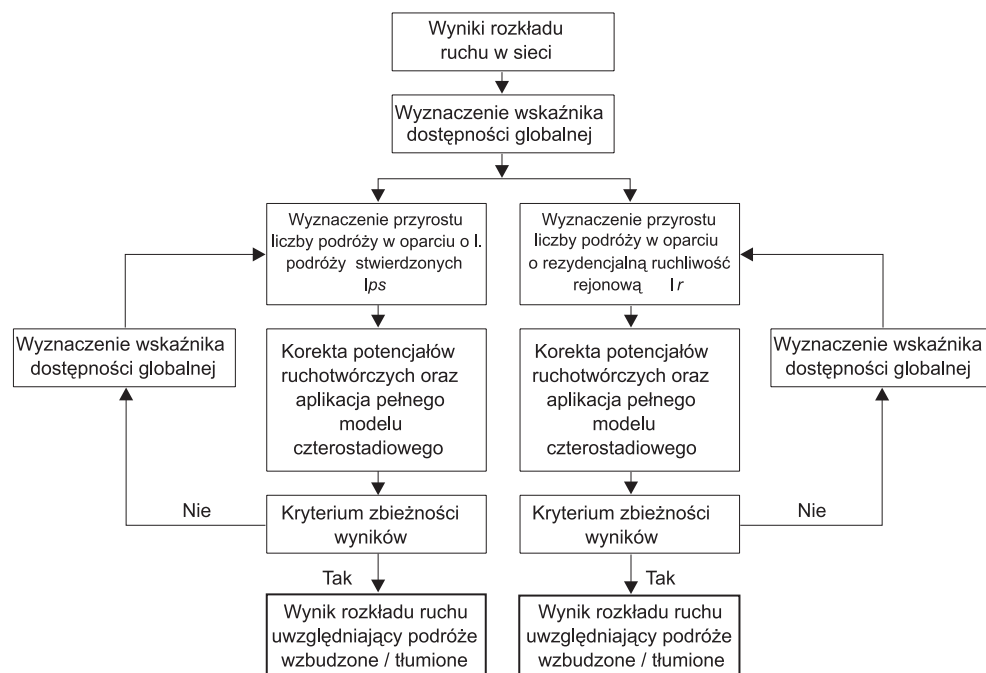 Wyniki rozkładu
ruchu w sieci
Wyznaczenie wskaźnika
dostępności globalnej
Wyznaczenie przyrostu
liczby podróży w oparciu o l.
podróży stwierdzonych
lps
Wyznaczenie przyrostu
liczby podróży w oparciu
o rezydencjalną ruchliwość
rejonową l r
Wyznaczenie wskaźnika
dostępności globalnej
Korekta potencjałów
ruchotwórczych oraz
aplikacja pełnego
modelu
czterostadiowego
Korekta potencjałów
ruchotwórczych oraz
aplikacja pełnego
modelu
czterostadiowego
Wyznaczenie wskaźnika
dostępności globalnej
Nie
Kryterium zbieżności
wyników
Kryterium zbieżności
wyników
Nie
Tak
Tak
Wynik rozkładu ruchu
uwzględniający podróże
wzbudzone / tłumione
Wynik rozkładu ruchu
uwzględniający podróże
wzbudzone / tłumione